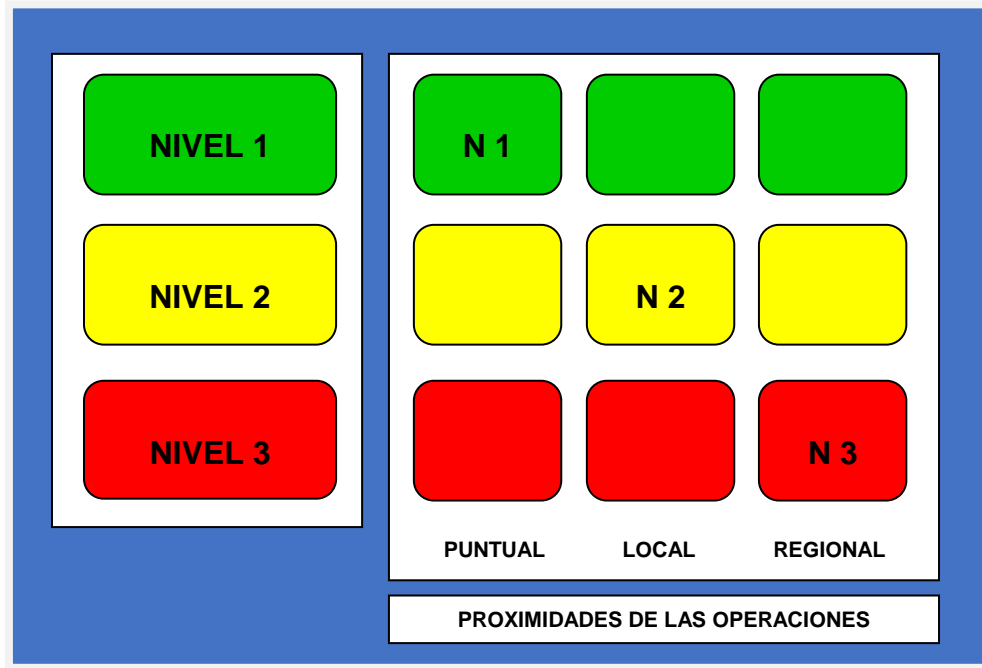 NIVEL 1
N 1
NIVEL 2
N 2
NIVEL 3
N 3
PUNTUAL LOCAL REGIONAL
PROXIMIDADES DE LAS OPERACIONES